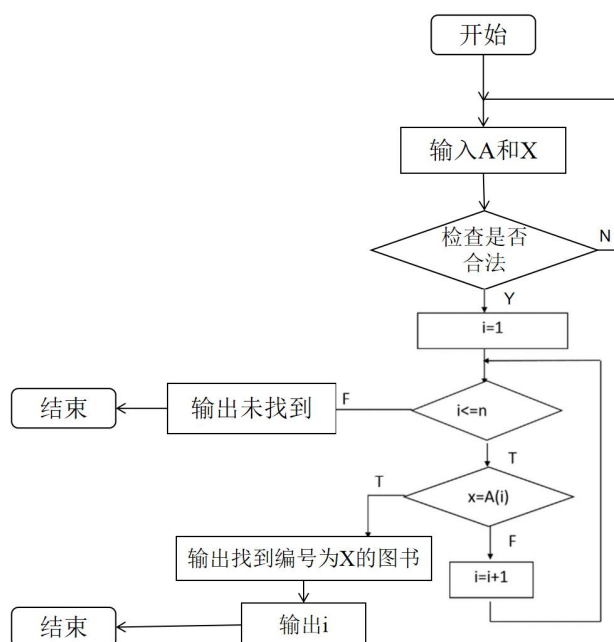 开始
输入A和X
检查是否
合法
N
Y
i=1
i<=n
F
输出未找到
结束
T
x=A(i)
T
F
输出找到编号为X的图书
i=i+1
输出i
结束